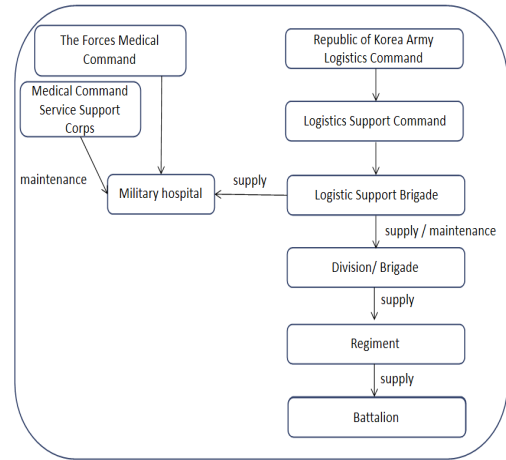 The Forces Medical
Command
Republic of Korea Army
Logistics Command
Medical Command
Service Support
Corps
Logistics Support Command
maintenance
Military hospital
supply
Logistic Support Brigade
supply / maintenance
Division/ Brigade
supply
Regiment
supply
Battalion